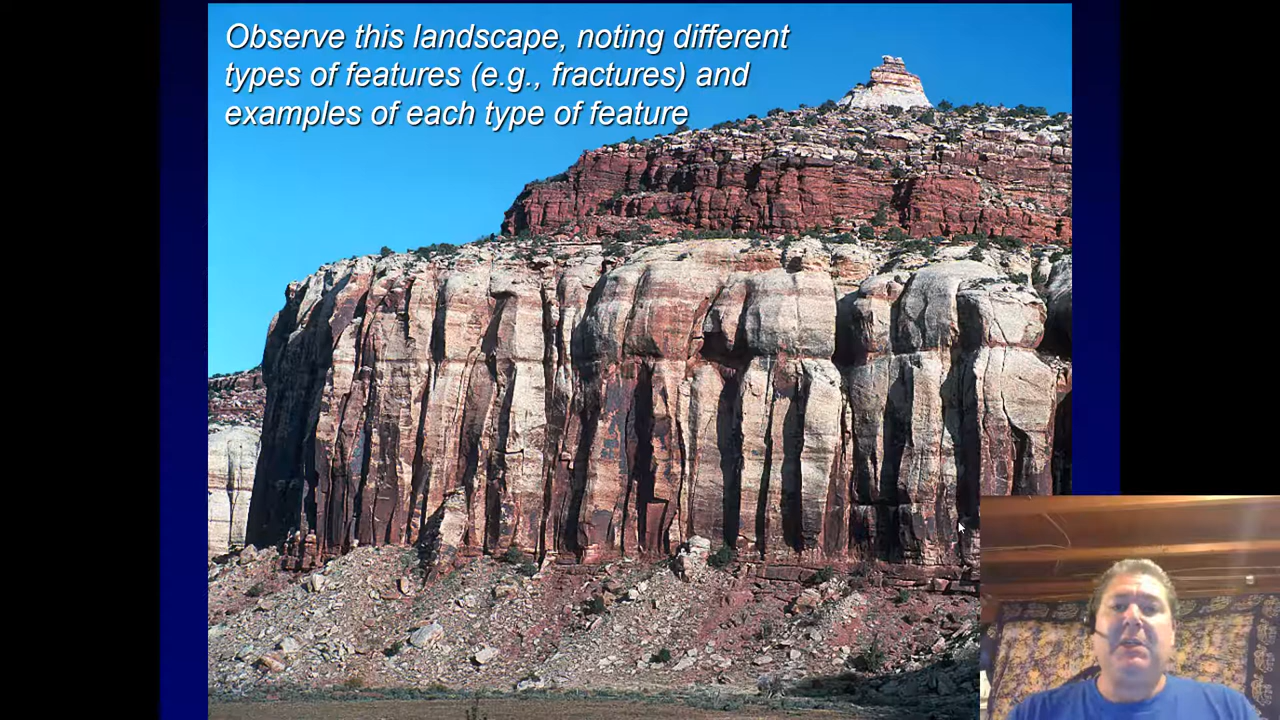 Observe this landscape, noting different
types of features (e.g., fractures) and
examples of each type of feature